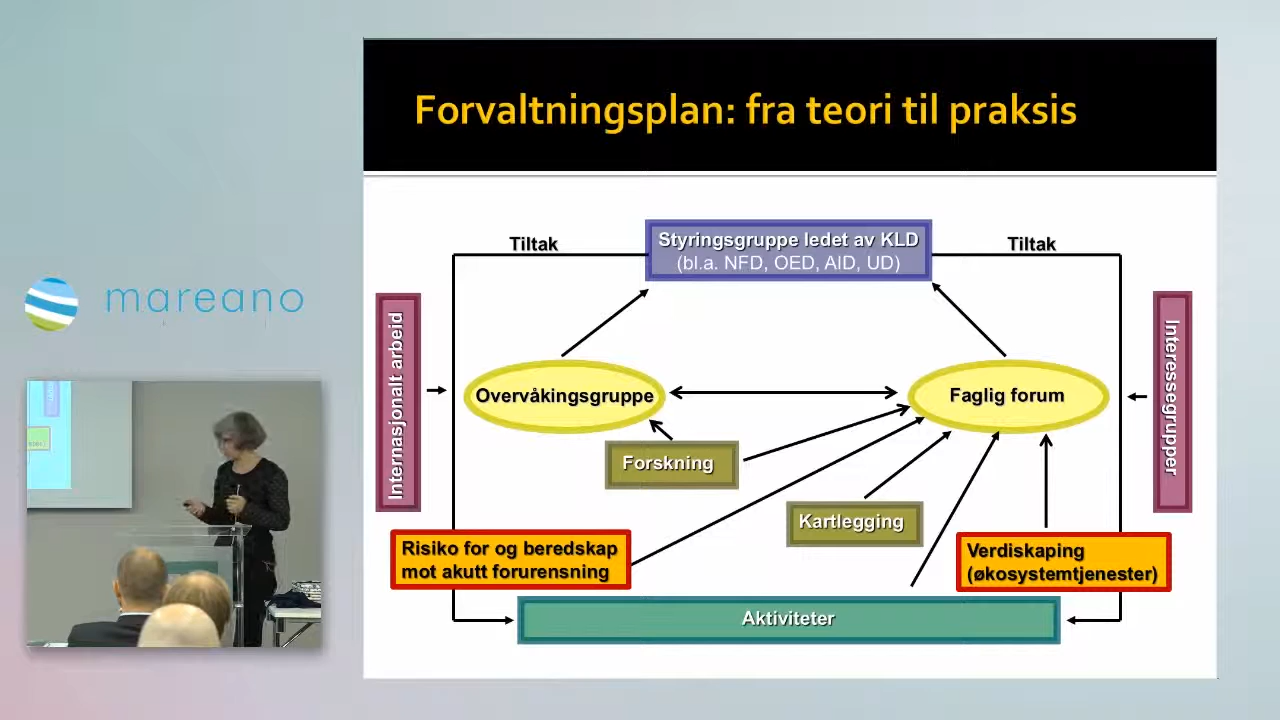 Forvaltningsplan: fra teori til praksis
Tiltak
Styringsgruppe ledet av KLD
(bl.a. NFD, OED, AID, UD)
Tiltak
mareano
Internasjonalt arbeid
Interessegrupper
Overvåkingsgruppe
Faglig forum
Forskning
Kartlegging
Risiko for og beredskap
mot akutt forurensning
Verdiskaping
(økosystemtjenester)
Aktiviteter